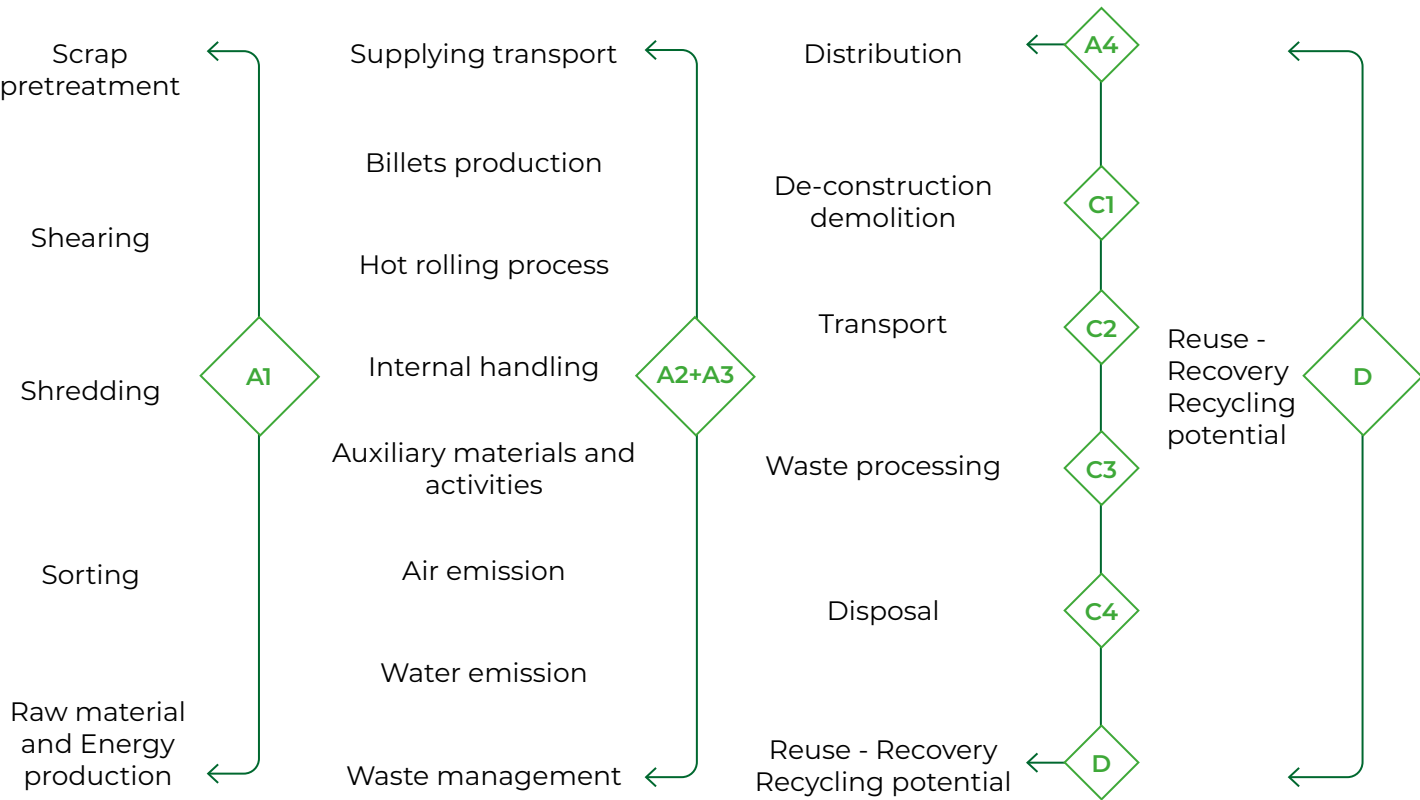 Scrap
pretreatment
Shearing
Shredding
Sorting
Raw material
and Energy
production
A1
Supplying transport
Billets production
Hot rolling process
Internal handling
Auxiliary materials and
activities
Air emission
Water emission
Waste management
A2+A3
Distribution
A4
De-construction
demolition
C1
Transport
C2
Waste processing
C3
Disposal
C4
Reuse - Recovery
Recycling potential
D
Reuse -
Recovery
Recycling
potential
D